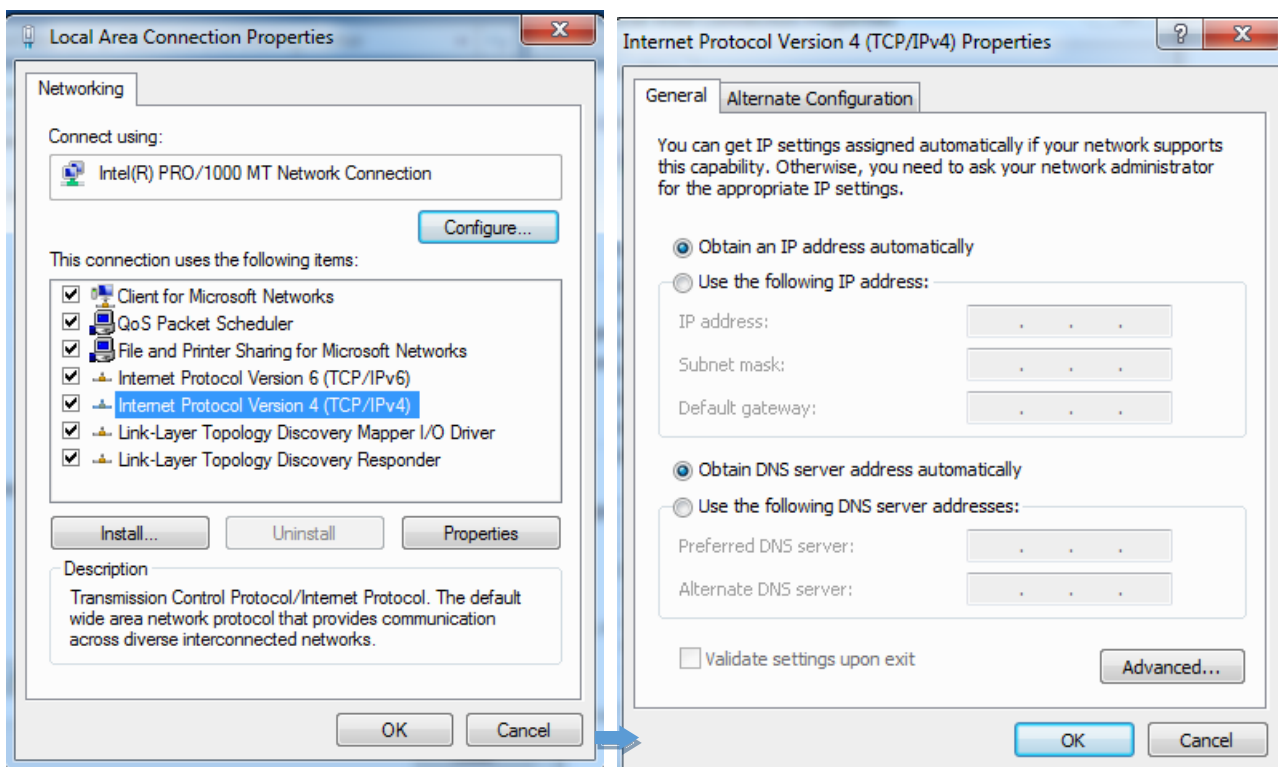 Local Area Connection Properties
Networking
Connect using:
Intel(R) PRO/1000 MT Network Connection
Configure...
This connection uses the following items:
Client for Microsoft Networks
QoS Packet Scheduler
File and Printer Sharing for Microsoft Networks
Internet Protocol Version 6 (TCP/IPv6)
Internet Protocol Version 4 (TCP/IPv4)
Link-Layer Topology Discovery Mapper I/O Driver
Link-Layer Topology Discovery Responder
Install...
Uninstall
Properties
Description
Transmission Control Protocol/Internet Protocol. The default
wide area network protocol that provides communication
across diverse interconnected networks.
OK
Cancel
Internet Protocol Version 4 (TCP/IPv4) Properties
General
Alternate Configuration
You can get IP settings assigned automatically if your network supports
this capability. Otherwise, you need to ask your network administrator
for the appropriate IP settings.
Obtain an IP address automatically
Use the following IP address:
IP address:
Subnet mask:
Default gateway:
Obtain DNS server address automatically
Use the following DNS server addresses:
Preferred DNS server:
Alternate DNS server:
Validate settings upon exit
Advanced...
OK
Cancel